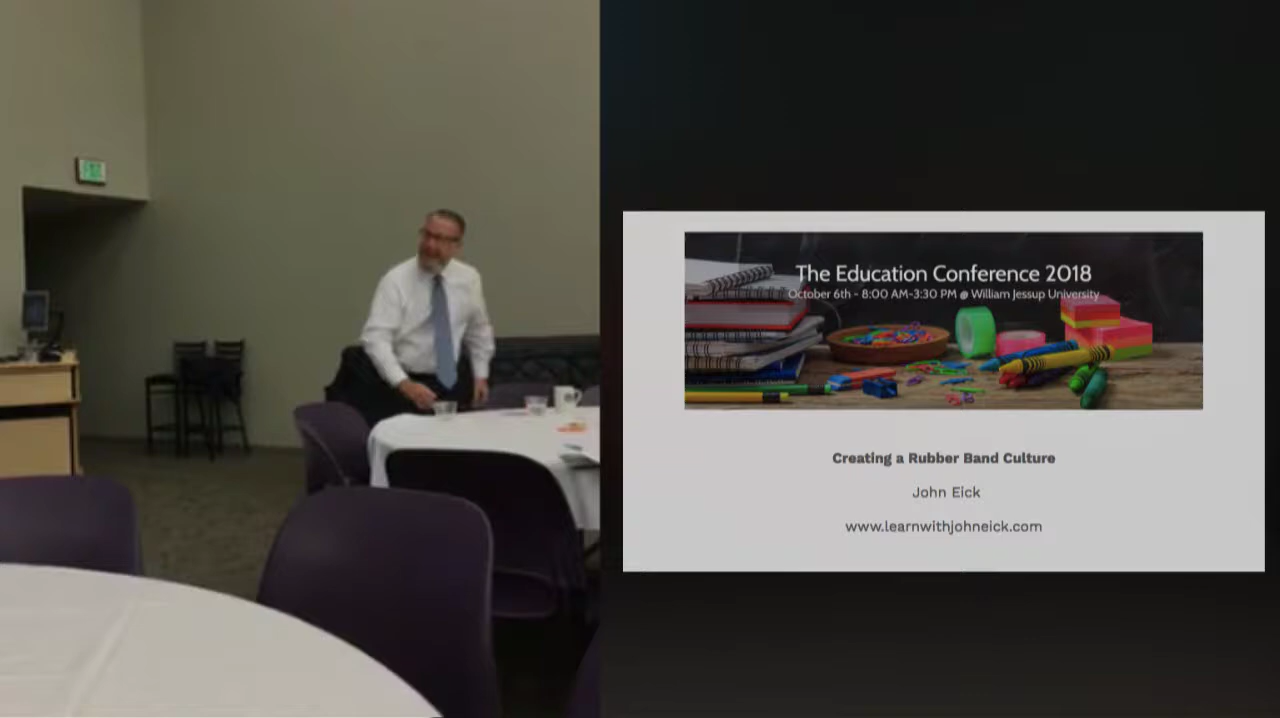 The Education Conference 2018
October 6th - 8:00 AM-3:30 PM @ William Jessup University
Creating a Rubber Band Culture
John Eick
www.learnwithjohneick.com